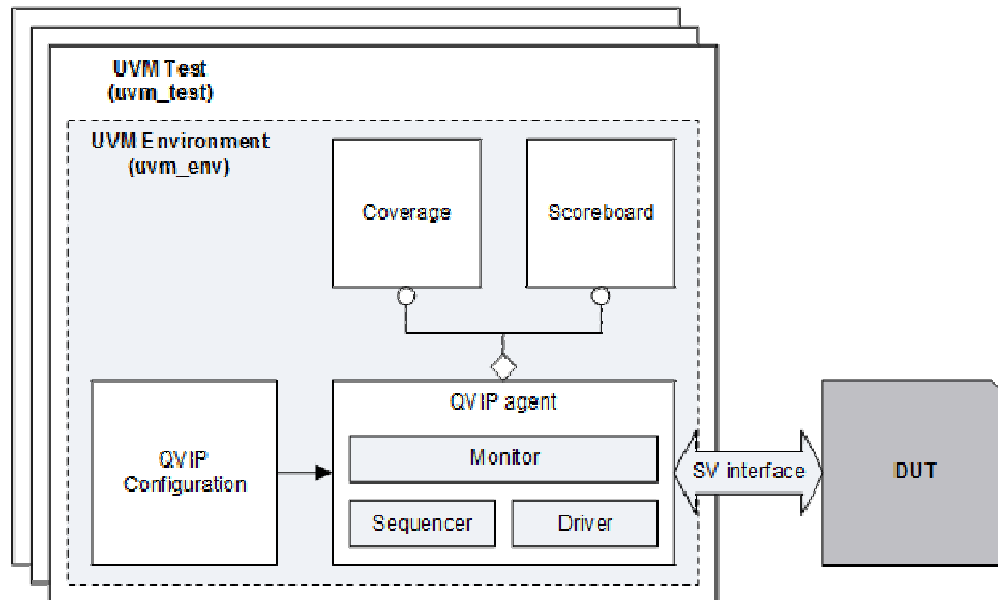 UVM Test
(uvm_test)
UVM Environment
(uvm_env)
Coverage
Scoreboard
QVIP agent
QVIP
Configuration
Monitor
Sequencer
Driver
SV interface
DUT